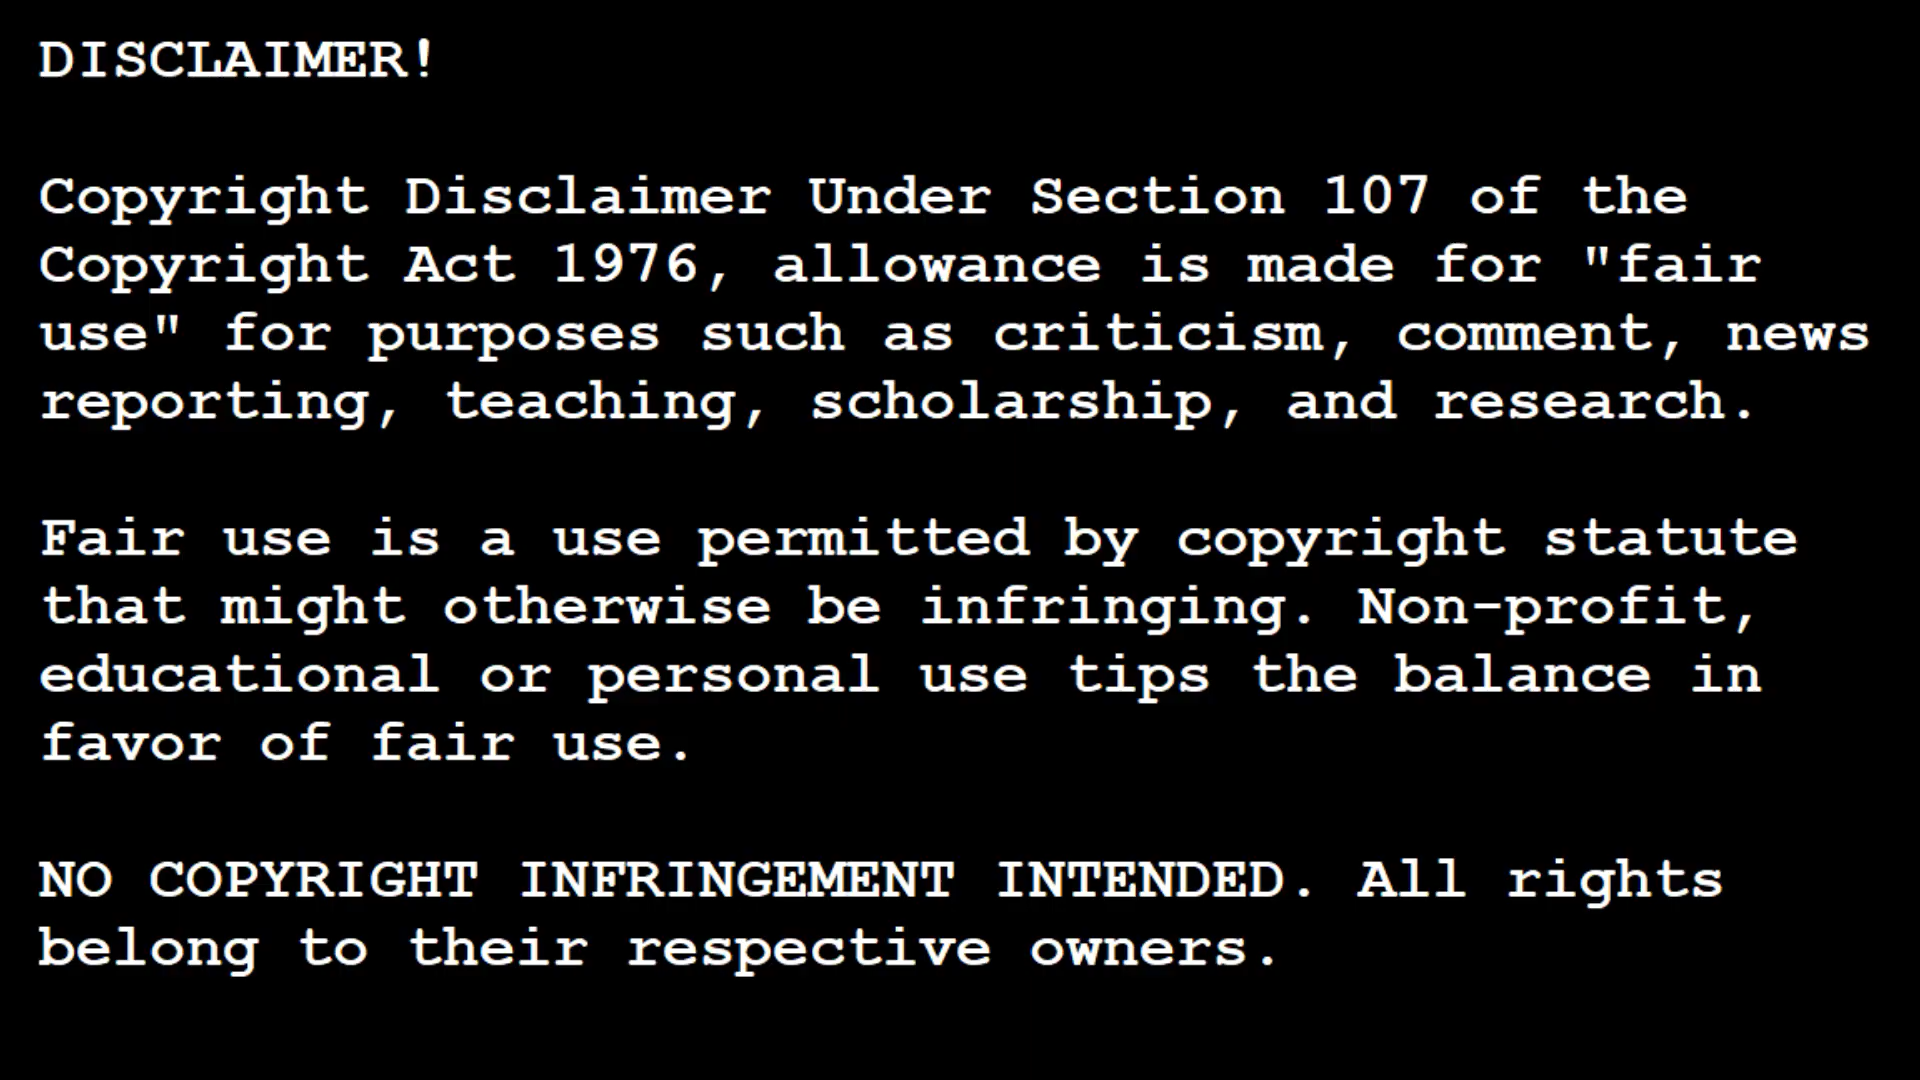 DISCLAIMER!
Copyright Disclaimer Under Section 107 of the
Copyright Act 1976, allowance is made for "fair
use" for purposes such as criticism, comment, news
reporting, teaching, scholarship, and research.
Fair use is a use permitted by copyright statute
that might otherwise be infringing. Non-profit,
educational or personal use tips the balance in
favor of fair use.
NO COPYRIGHT INFRINGEMENT INTENDED. All rights
belong to their respective owners.